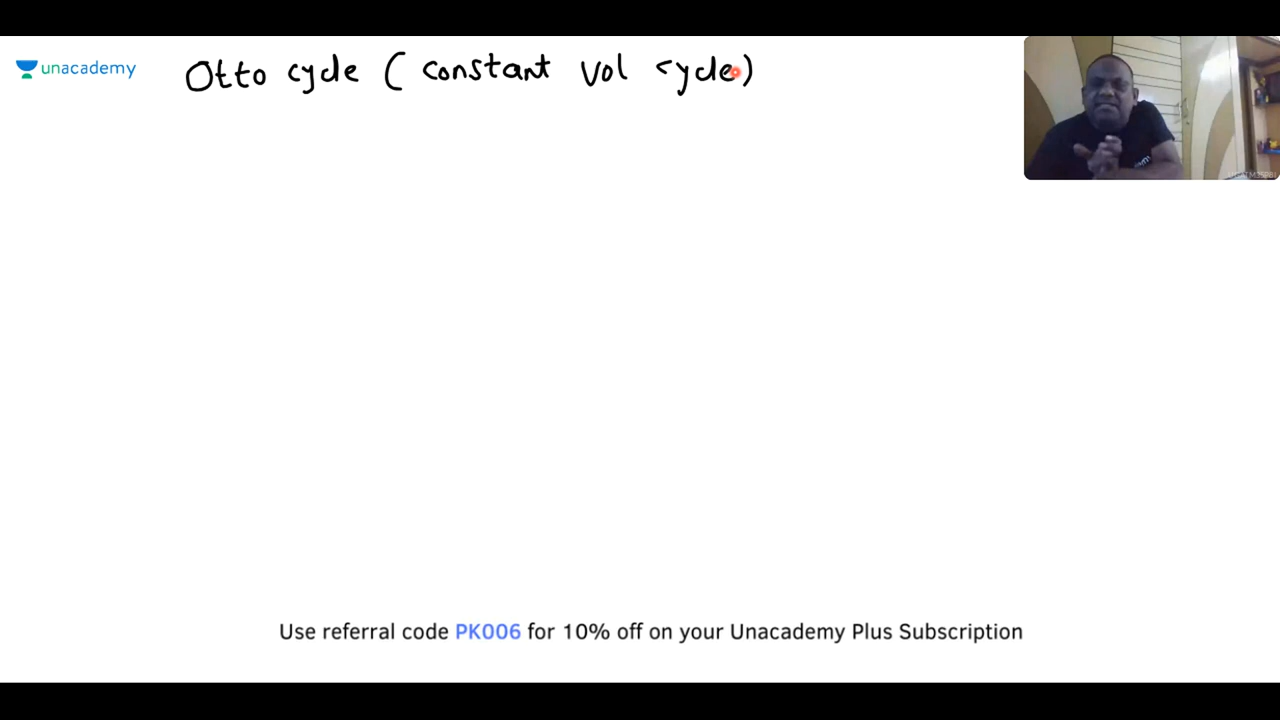 unacademy
Otto cycle ( constant vol cycle)
Use referral code PK006 for 10% off on your Unacademy Plus Subscription